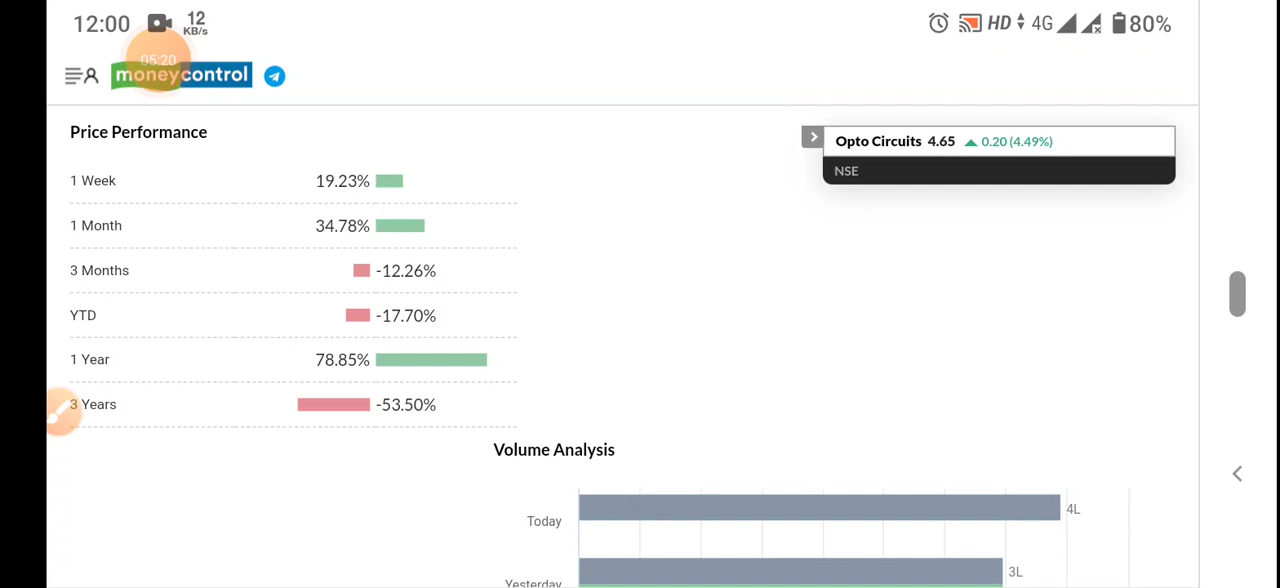 12:00 12 KB/s HD 4G 80%
05:20
moneycontrol
Price Performance
Opto Circuits 4.65 0.20 (4.49%)
NSE
1 Week 19.23%
1 Month 34.78%
3 Months -12.26%
YTD -17.70%
1 Year 78.85%
3 Years -53.50%
Volume Analysis
Today 4L
Yesterday 3L